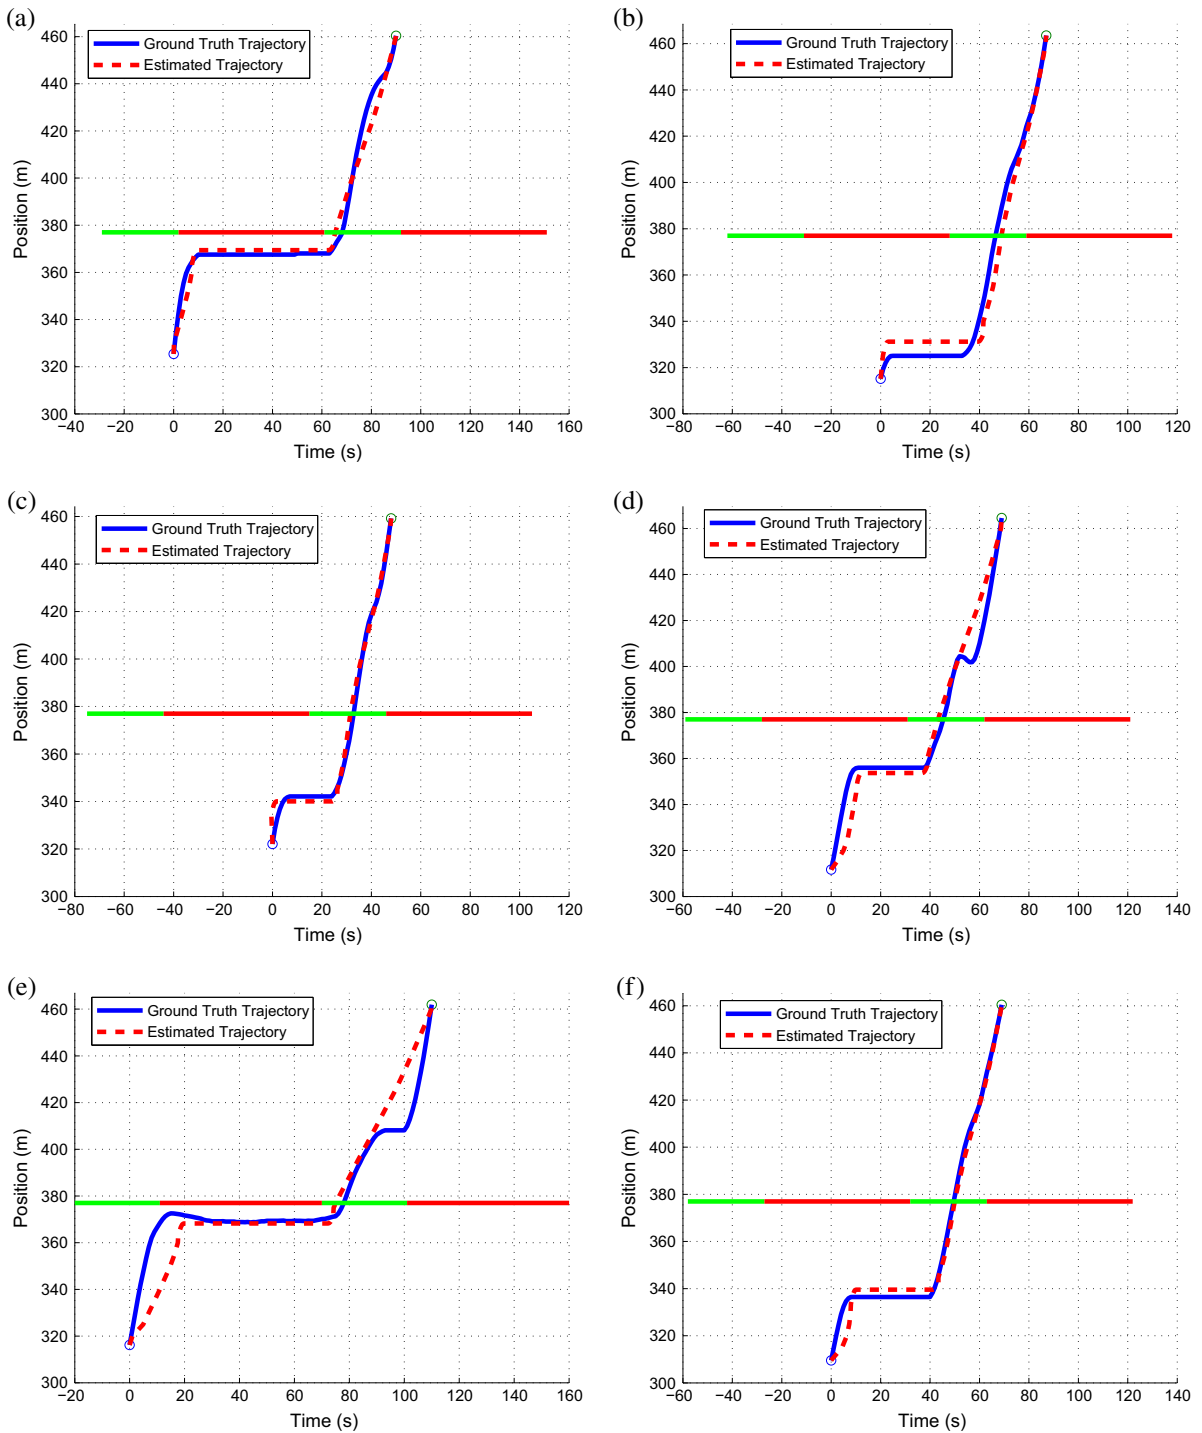 (a)
Ground Truth Trajectory
Estimated Trajectory
Position (m)
460
440
420
400
380
360
340
320
300
−40 −20 0 20 40 60 80 100 120 140 160
Time (s)
(b)
Ground Truth Trajectory
Estimated Trajectory
Position (m)
460
440
420
400
380
360
340
320
300
−80 −60 −40 −20 0 20 40 60 80 100 120
Time (s)
(c)
Ground Truth Trajectory
Estimated Trajectory
Position (m)
460
440
420
400
380
360
340
320
300
−80 −60 −40 −20 0 20 40 60 80 100 120
Time (s)
(d)
Ground Truth Trajectory
Estimated Trajectory
Position (m)
460
440
420
400
380
360
340
320
300
−60 −40 −20 0 20 40 60 80 100 120 140
Time (s)
(e)
Ground Truth Trajectory
Estimated Trajectory
Position (m)
460
440
420
400
380
360
340
320
300
−20 0 20 40 60 80 100 120 140 160
Time (s)
(f)
Ground Truth Trajectory
Estimated Trajectory
Position (m)
460
440
420
400
380
360
340
320
300
−60 −40 −20 0 20 40 60 80 100 120 140
Time (s)